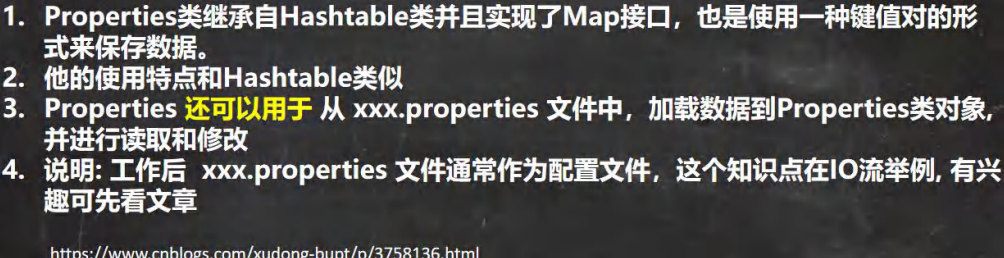 1. Properties类继承自Hashtable类并且实现了Map接口，也是使用一种键值对的形
式来保存数据。
2. 他的使用特点和Hashtable类似
3. Properties 还可以用于 从 xxx.properties 文件中，加载数据到Properties类对象，
并进行读取和修改
4. 说明: 工作后 xxx.properties 文件通常作为配置文件，这个知识点在IO流举例, 有兴
趣可先看文章
https://www.cnblogs.com/xudong-bupt/p/3758136.html